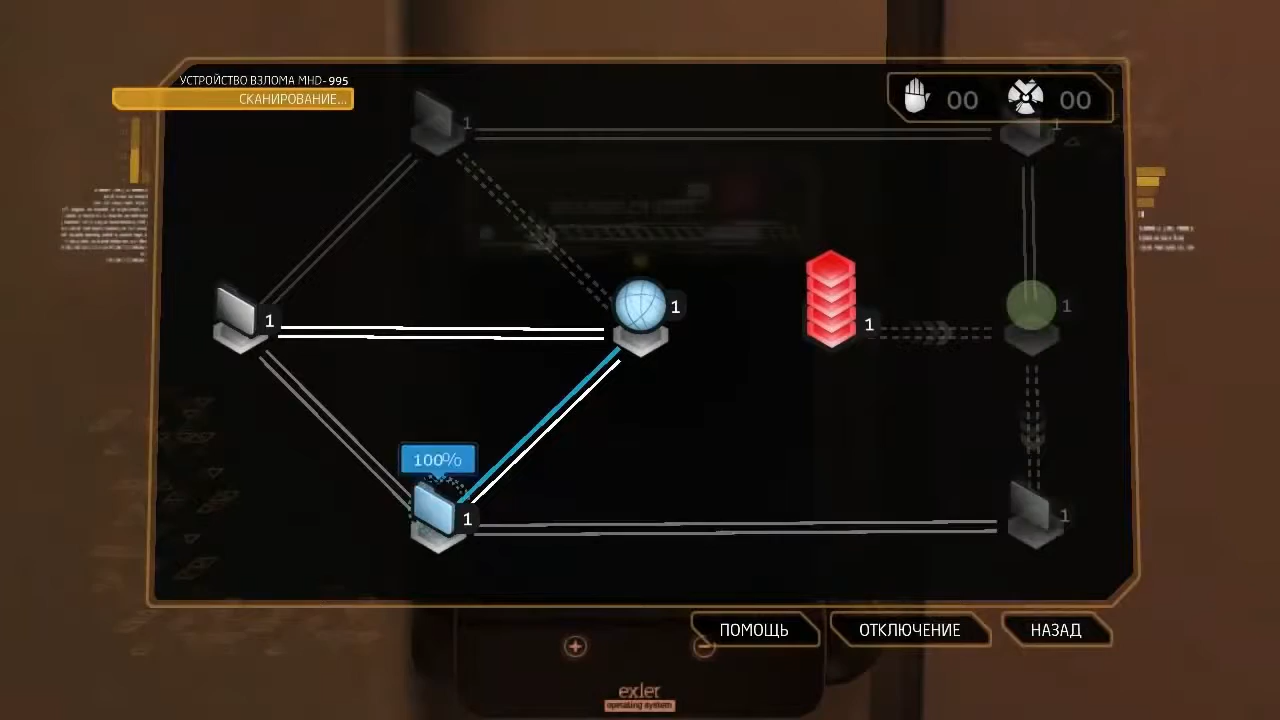 УСТРОЙСТВО ВЗЛОМА MHD-995
СКАНИРОВАНИЕ...
00 00
1 1
1 1 1 1
100%
1 1
ПОМОЩЬ ОТКЛЮЧЕНИЕ НАЗАД
exler
operating system